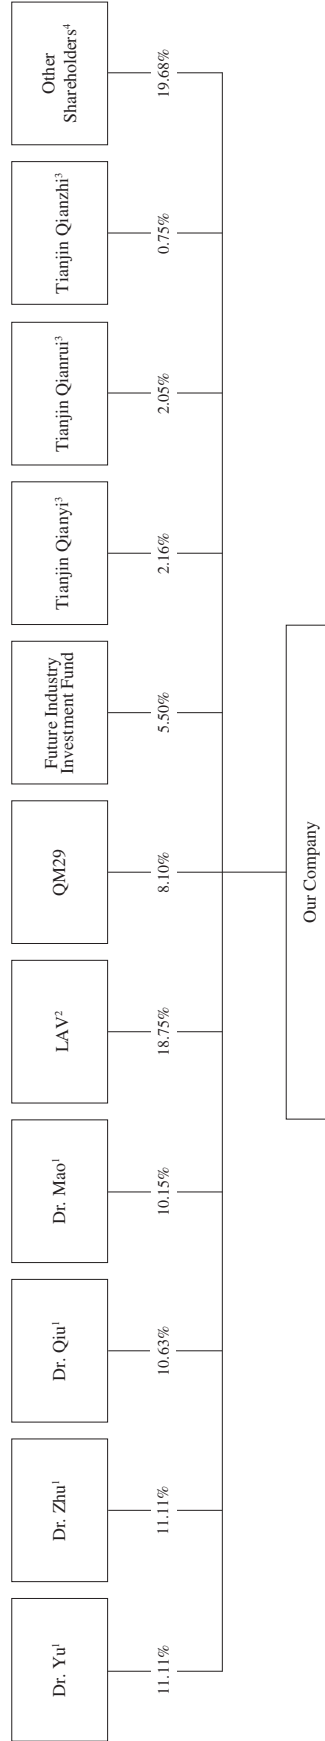 Dr. Yu¹
Dr. Zhu¹
Dr. Qiu¹
Dr. Mao¹
LAV²
QM29
Future Industry
Investment Fund
Tianjin Qianyi³
Tianjin Qianrui³
Tianjin Qianzhi³
Other
Shareholders⁴
11.11%
11.11%
10.63%
10.15%
18.75%
8.10%
5.50%
2.16%
2.05%
0.75%
19.68%
Our Company